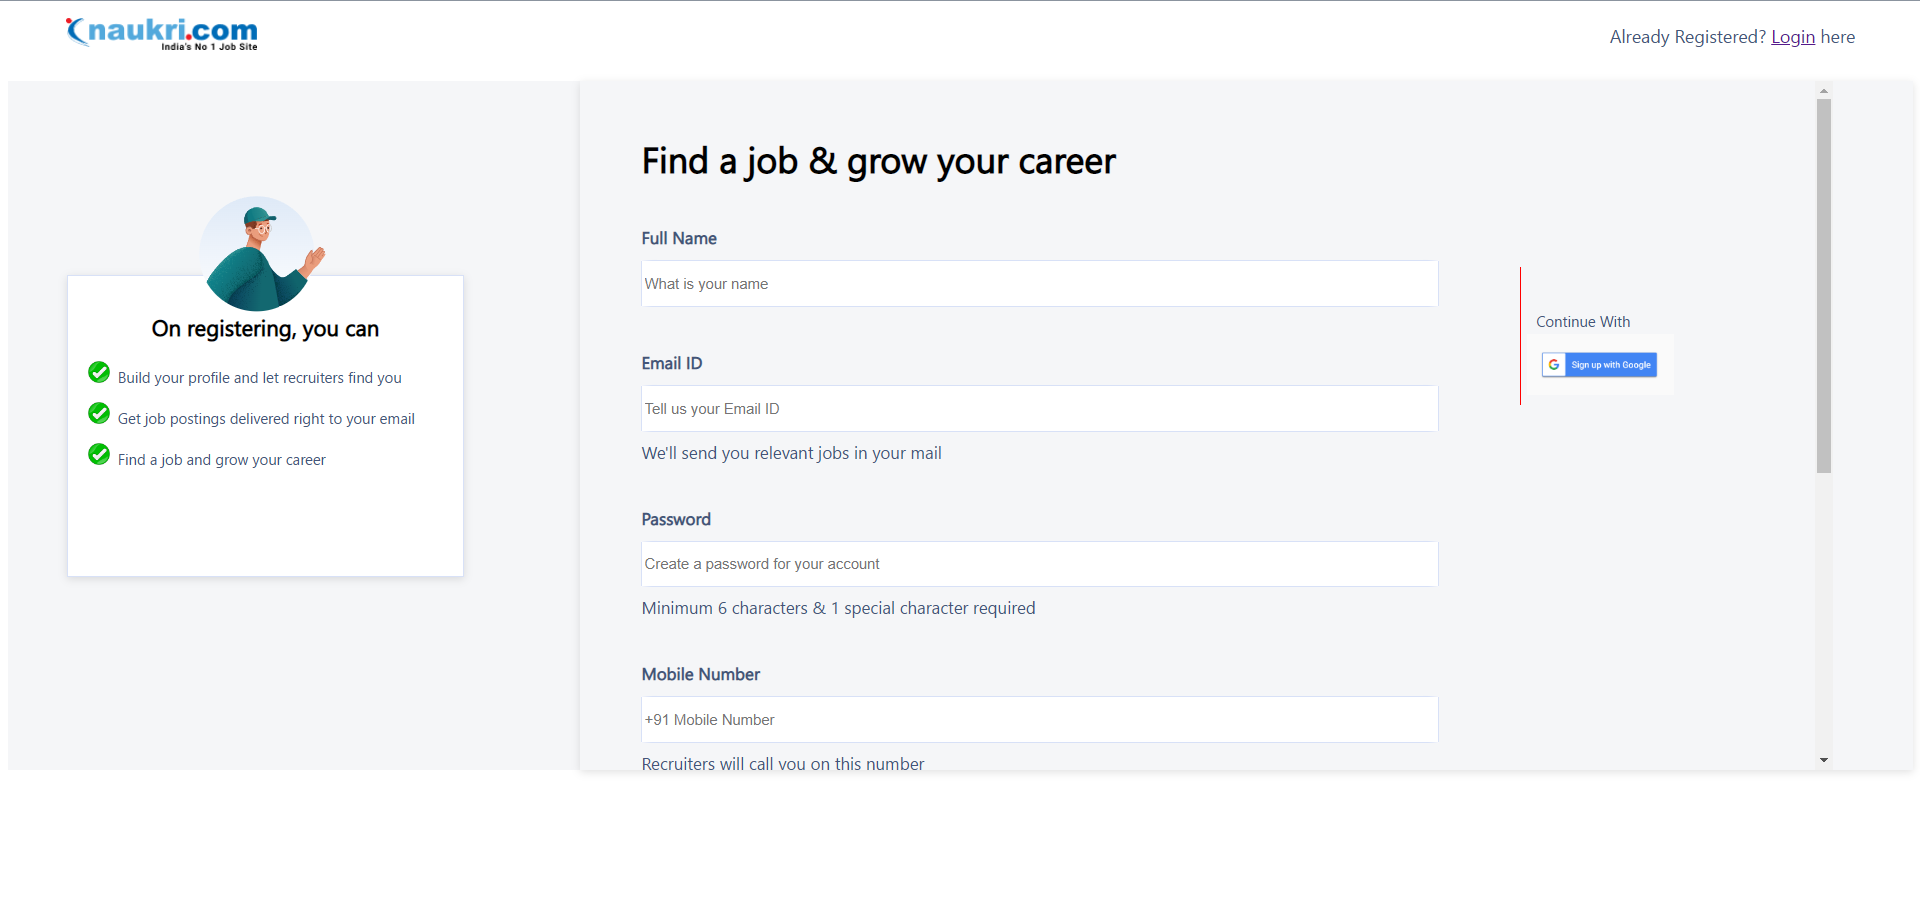 naukri.com
India's No 1 Job Site
Already Registered? Login here
On registering, you can
Build your profile and let recruiters find you
Get job postings delivered right to your email
Find a job and grow your career
Find a job & grow your career
Full Name
What is your name
Email ID
Tell us your Email ID
We'll send you relevant jobs in your mail
Password
Create a password for your account
Minimum 6 characters & 1 special character required
Mobile Number
+91 Mobile Number
Recruiters will call you on this number
Continue With
G Sign up with Google